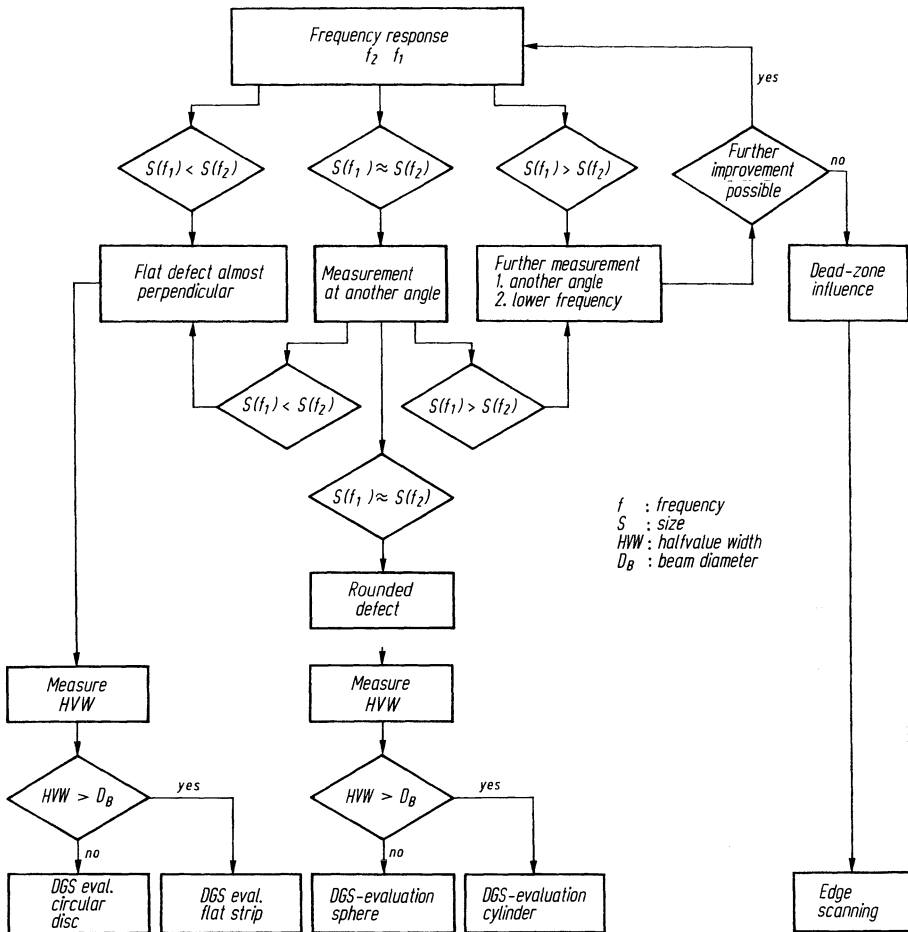 Frequency response
f₂ f₁
yes
S(f₁) < S(f₂)
S(f₁) ≈ S(f₂)
S(f₁) > S(f₂)
Further
improvement
possible
no
Flat defect almost
perpendicular
Measurement
at another angle
Further measurement
1. another angle
2. lower frequency
Dead-zone
influence
S(f₁) < S(f₂)
S(f₁) > S(f₂)
S(f₁) ≈ S(f₂)
f : frequency
S : size
HVW : halfvalue width
D_B : beam diameter
Rounded
defect
Measure
HVW
Measure
HVW
HVW > D_B
yes
no
HVW > D_B
yes
no
DGS eval.
circular
disc
DGS eval.
flat strip
DGS-evaluation
sphere
DGS-evaluation
cylinder
Edge
scanning